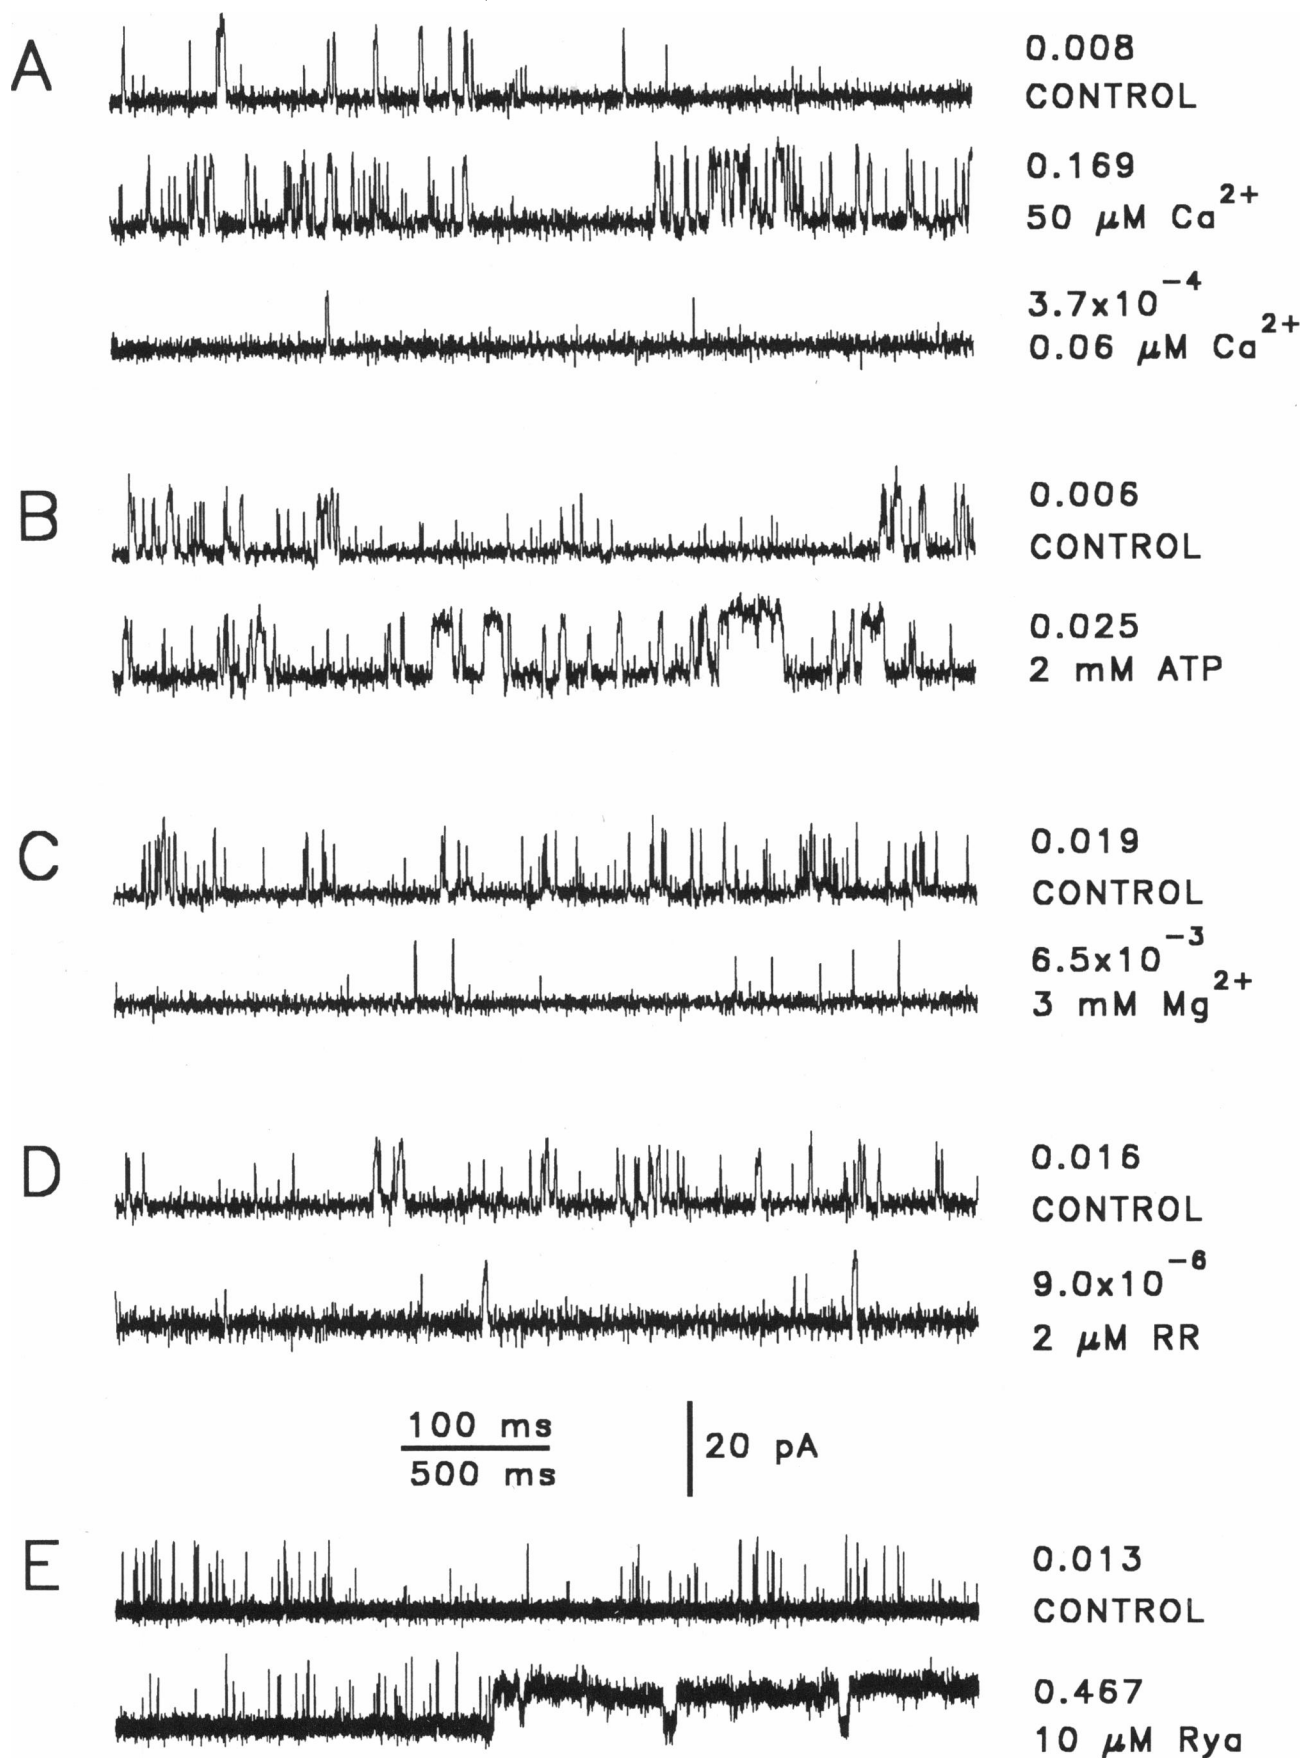 A
0.008
CONTROL
0.169
50 μM Ca²⁺
3.7x10⁻⁴
0.06 μM Ca²⁺
B
0.006
CONTROL
0.025
2 mM ATP
C
0.019
CONTROL
6.5x10⁻³
3 mM Mg²⁺
D
0.016
CONTROL
9.0x10⁻⁶
2 μM RR
100 ms
500 ms
20 pA
E
0.013
CONTROL
0.467
10 μM Rya